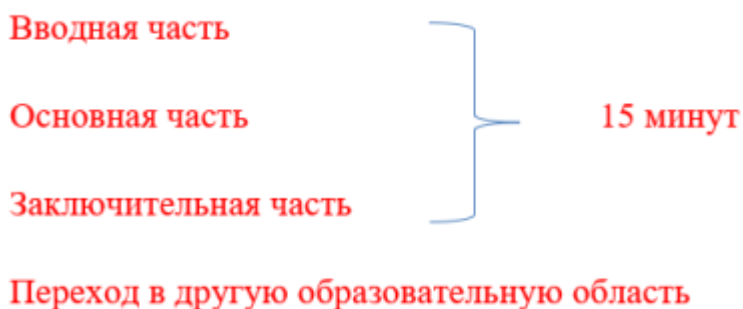 Вводная часть
Основная часть 15 минут
Заключительная часть
Переход в другую образовательную область